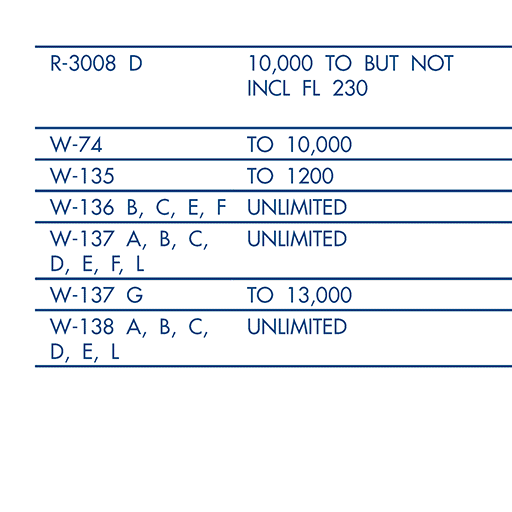 R-3008 D 10,000 TO BUT NOT
INCL FL 230
W-74 TO 10,000
W-135 TO 1200
W-136 B, C, E, F UNLIMITED
W-137 A, B, C, UNLIMITED
D, E, F, L
W-137 G TO 13,000
W-138 A, B, C, UNLIMITED
D, E, L